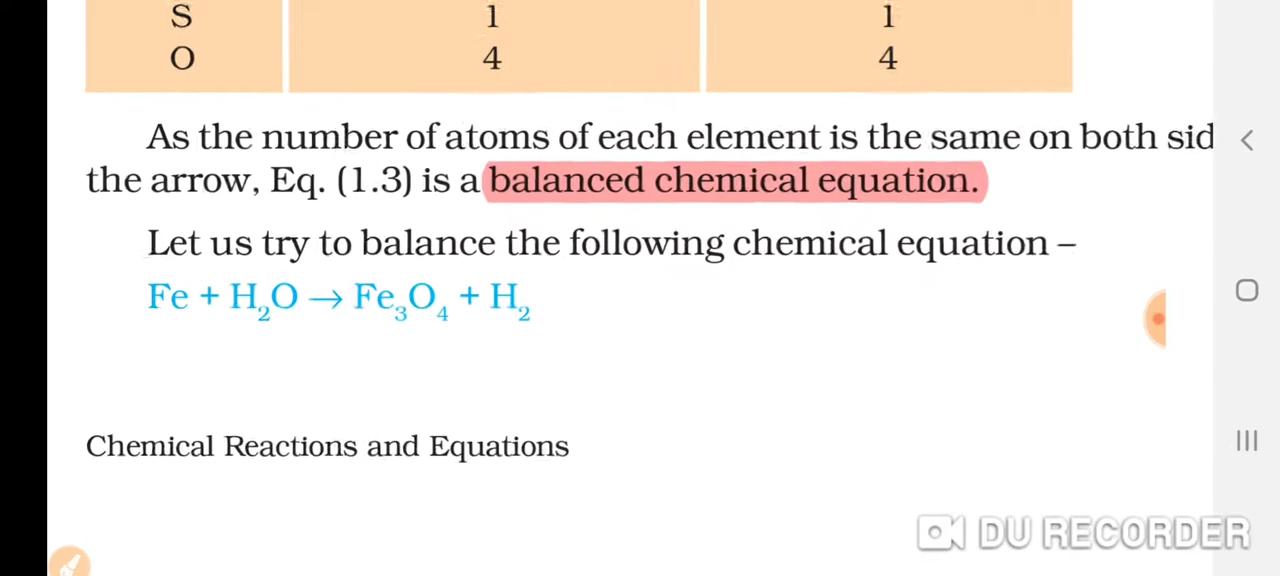 S 1 1
O 4 4
As the number of atoms of each element is the same on both sid
the arrow, Eq. (1.3) is a balanced chemical equation.
Let us try to balance the following chemical equation –
Fe + H₂O → Fe₃O₄ + H₂
Chemical Reactions and Equations
DU RECORDER